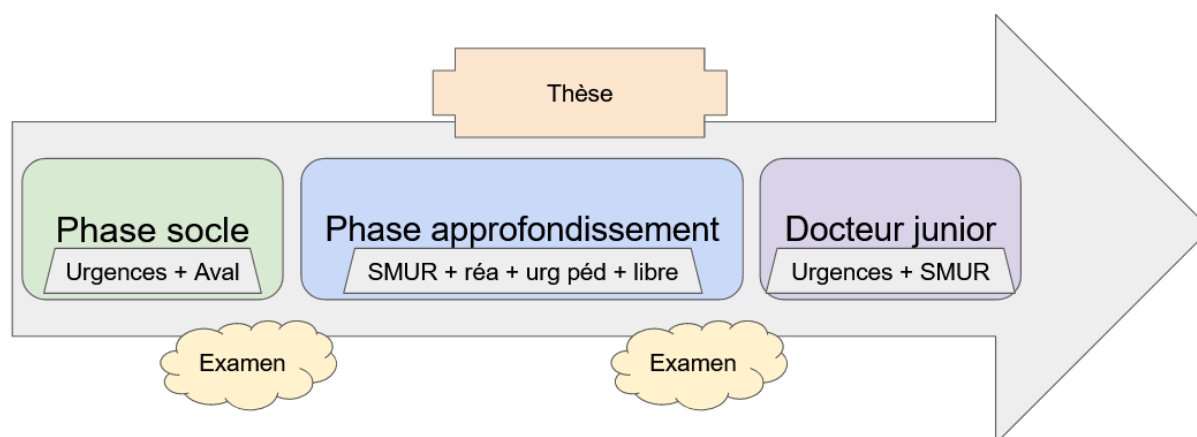 Thèse
Phase socle
Urgences + Aval
Phase approfondissement
SMUR + réa + urg péd + libre
Docteur junior
Urgences + SMUR
Examen
Examen